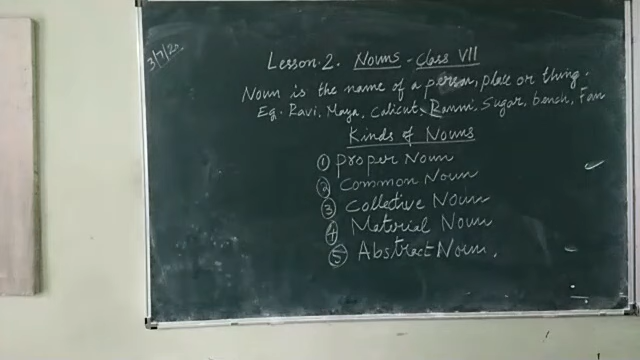 3/7/20
Lesson 2. Nouns - Class VII
Noun is the name of a person, place or thing.
Eg. Ravi, Maya, Calicut, Ranni, Sugar, bench, Fan
Kinds of Nouns
① Proper Noun
② Common Noun
③ Collective Noun
④ Material Noun
⑤ Abstract Noun.